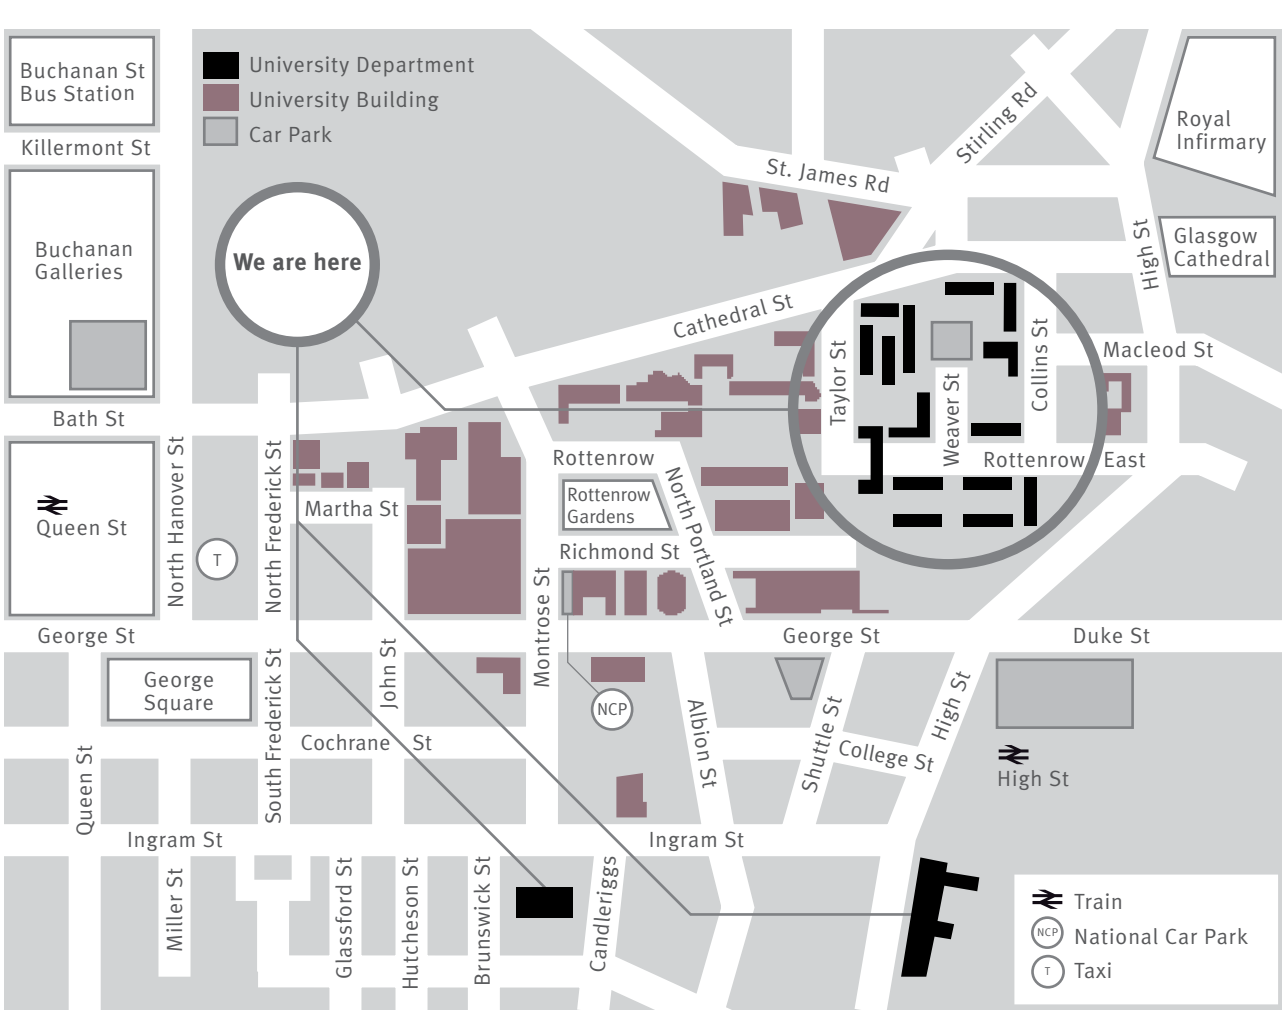 Buchanan St
Bus Station
University Department
University Building
Car Park
Killermont St
Royal
Infirmary
Stirling Rd
St. James Rd
Buchanan
Galleries
We are here
High St
Glasgow
Cathedral
Cathedral St
Taylor St
Collins St
Macleod St
Weaver St
Bath St
Rottenrow
Rottenrow East
Rottenrow
Gardens
North Portland St
Queen St
North Hanover St
North Frederick St
Martha St
T
Richmond St
Montrose St
George St
George St
Duke St
George
Square
South Frederick St
John St
NCP
Albion St
Shuttle St
High St
College St
Cochrane St
High St
Queen St
Ingram St
Ingram St
Miller St
Glassford St
Hutcheson St
Brunswick St
Candleriggs
Train
NCP
National Car Park
T
Taxi